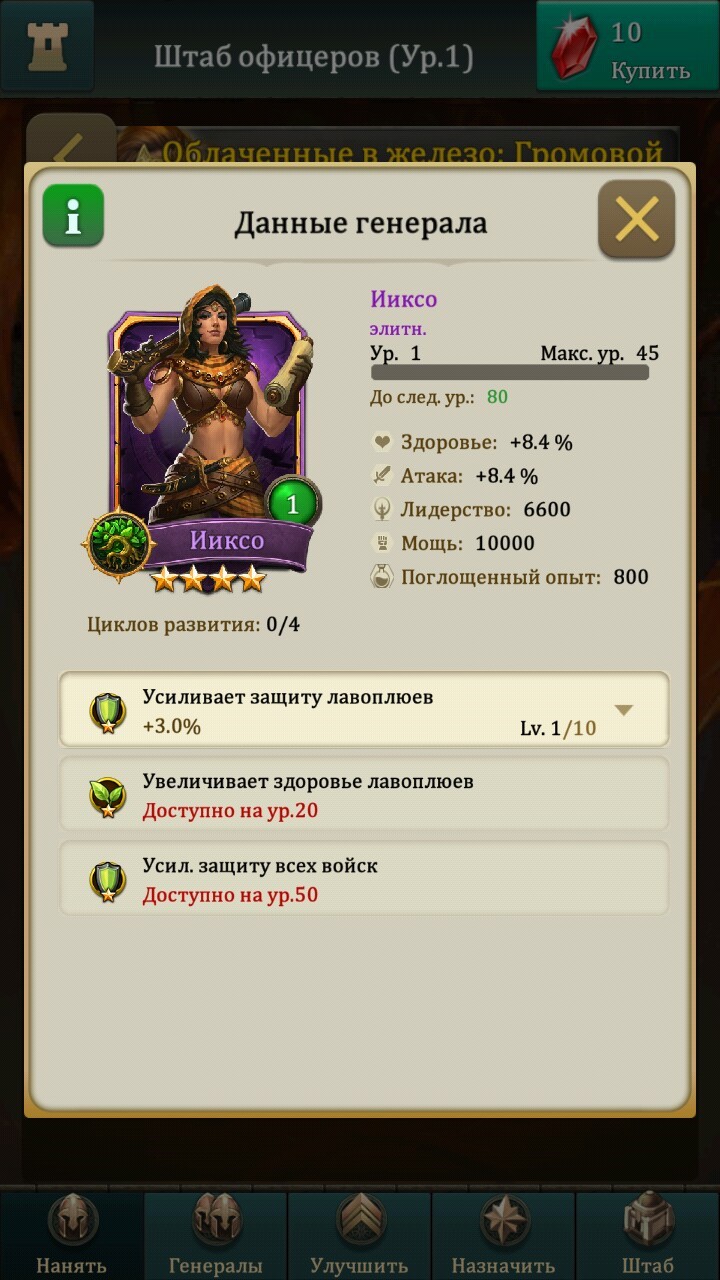 Штаб офицеров (Ур.1)
10
Купить
Облаченные в железо: Громовой
i
Данные генерала
Ииксо
элитн.
Ур. 1 Макс. ур. 45
До след. ур.: 80
Здоровье: +8.4 %
Атака: +8.4 %
Лидерство: 6600
Мощь: 10000
Поглощенный опыт: 800
1
Ииксо
Циклов развития: 0/4
Усиливает защиту лавоплюев
+3.0% Lv. 1/10
Увеличивает здоровье лавоплюев
Доступно на ур.20
Усил. защиту всех войск
Доступно на ур.50
Нанять Генералы Улучшить Назначить Штаб